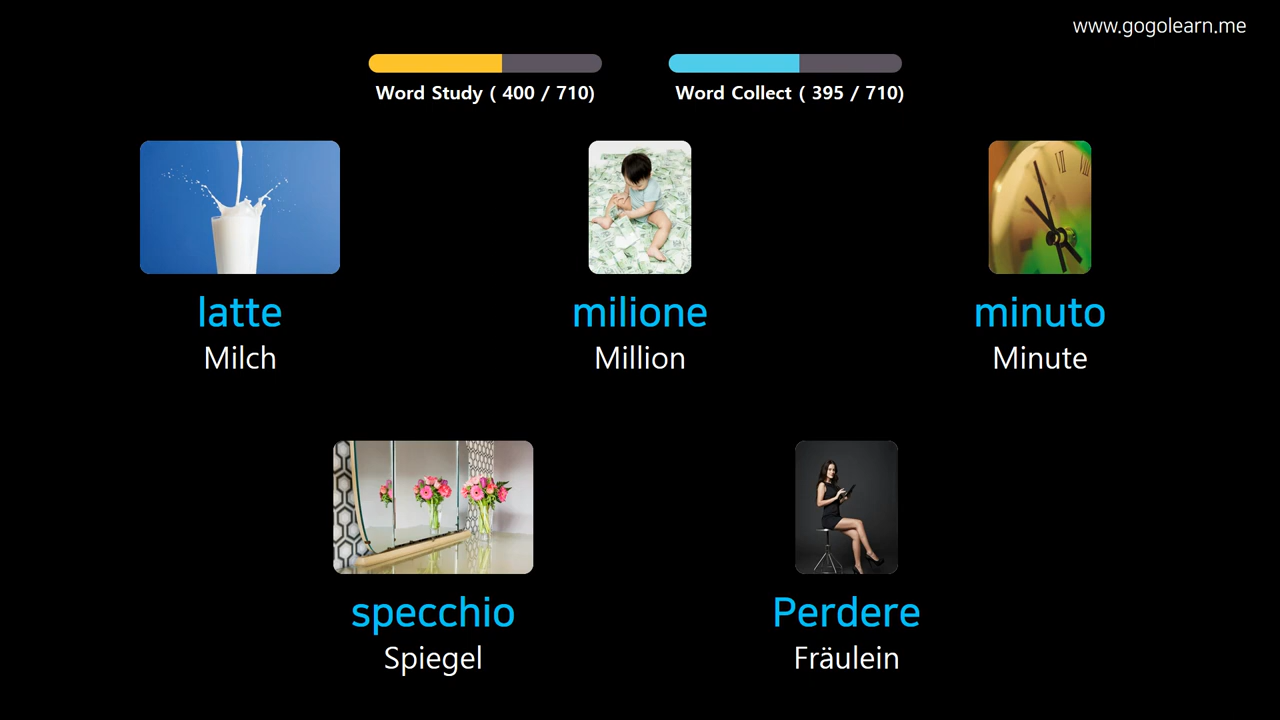 www.gogolearn.me
Word Study ( 400 / 710)
Word Collect ( 395 / 710)
latte
Milch
milione
Million
minuto
Minute
specchio
Spiegel
Perdere
Fräulein